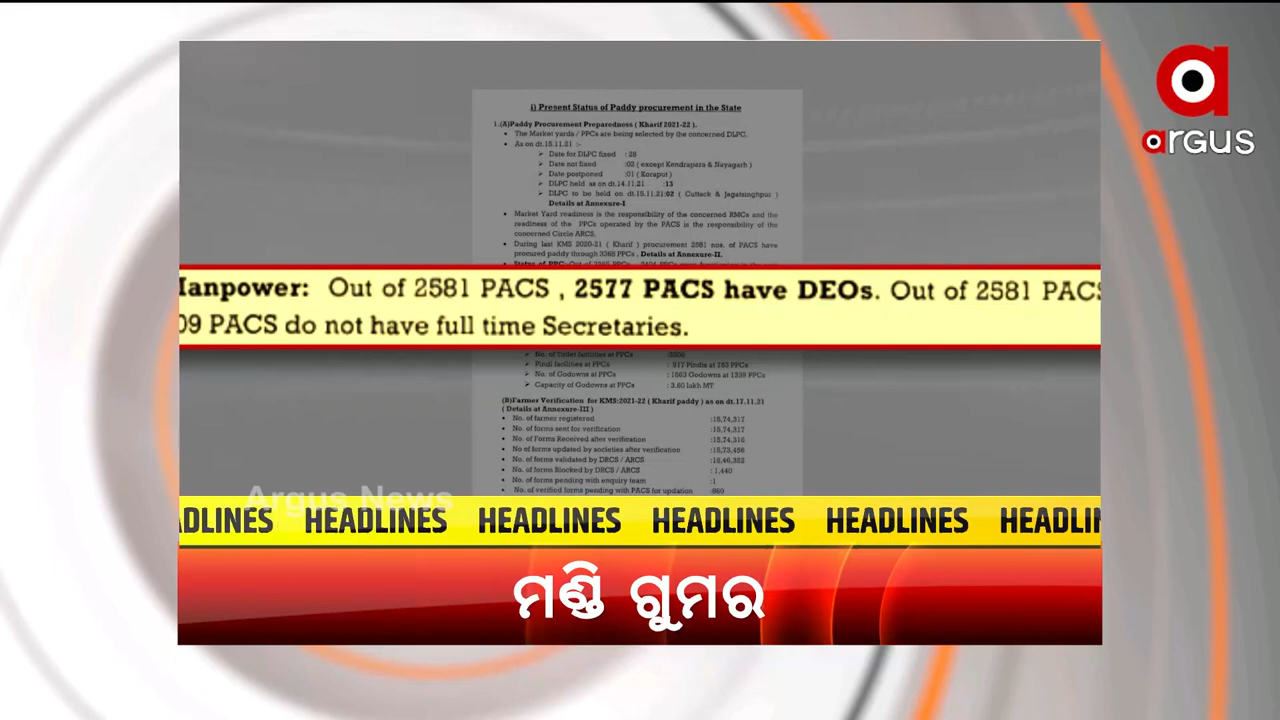 i) Present Status of Paddy procurement in the State
1.(A)Paddy Procurement Preparedness ( Kharif 2021-22 ).
• The Market yards / PPCs are being selected by the concerned DLPC.
• As on dt.15.11.21 :-
➢ Date for DLPC fixed : 28
➢ Date not fixed :02 ( except Kendrapara & Nayagarh )
➢ Date postponed :01 ( Koraput )
➢ DLPC held as on dt.14.11.21 :13
➢ DLPC to be held on dt.15.11.21:02 ( Cuttack & Jagatsinghpur )
Details at Annexure-I
• Market Yard readiness is the responsibility of the concerned RMCs and the
readiness of the PPCs operated by the PACS is the responsibility of the
concerned Circle ARCS.
• During last KMS 2020-21 ( Kharif ) procurement 2581 nos. of PACS have
procured paddy through 3365 PPCs , Details at Annexure-II.
Manpower: Out of 2581 PACS , 2577 PACS have DEOs. Out of 2581 PACS
09 PACS do not have full time Secretaries.
➢ No. of Toilet facilities at PPCs
➢ Pindi facilities at PPCs : 917 Pindis at 763 PPCs
➢ No. of Godowns at PPCs : 1563 Godowns at 1339 PPCs
➢ Capacity of Godowns at PPCs : 3.60 lakh MT
(B)Farmer Verification for KMS:2021-22 ( Kharif paddy ) as on dt.17.11.21
( Details at Annexure-III )
• No. of farmer registered :15,74,317
• No. of forms sent for verification :15,74,317
• No. of Forms Received after verification :15,74,316
• No of forms updated by societies after verification :15,73,456
• No. of forms validated by DRCS / ARCS :15,46,352
• No. of forms Blocked by DRCS / ARCS : 1,440
• No. of forms pending with enquiry team :1
• No. of verified forms pending with PACS for updation :860
Argus News
ADLINES HEADLINES HEADLINES HEADLINES HEADLINES HEADLIN
ମଣ୍ଡି ଗୁମର
argus